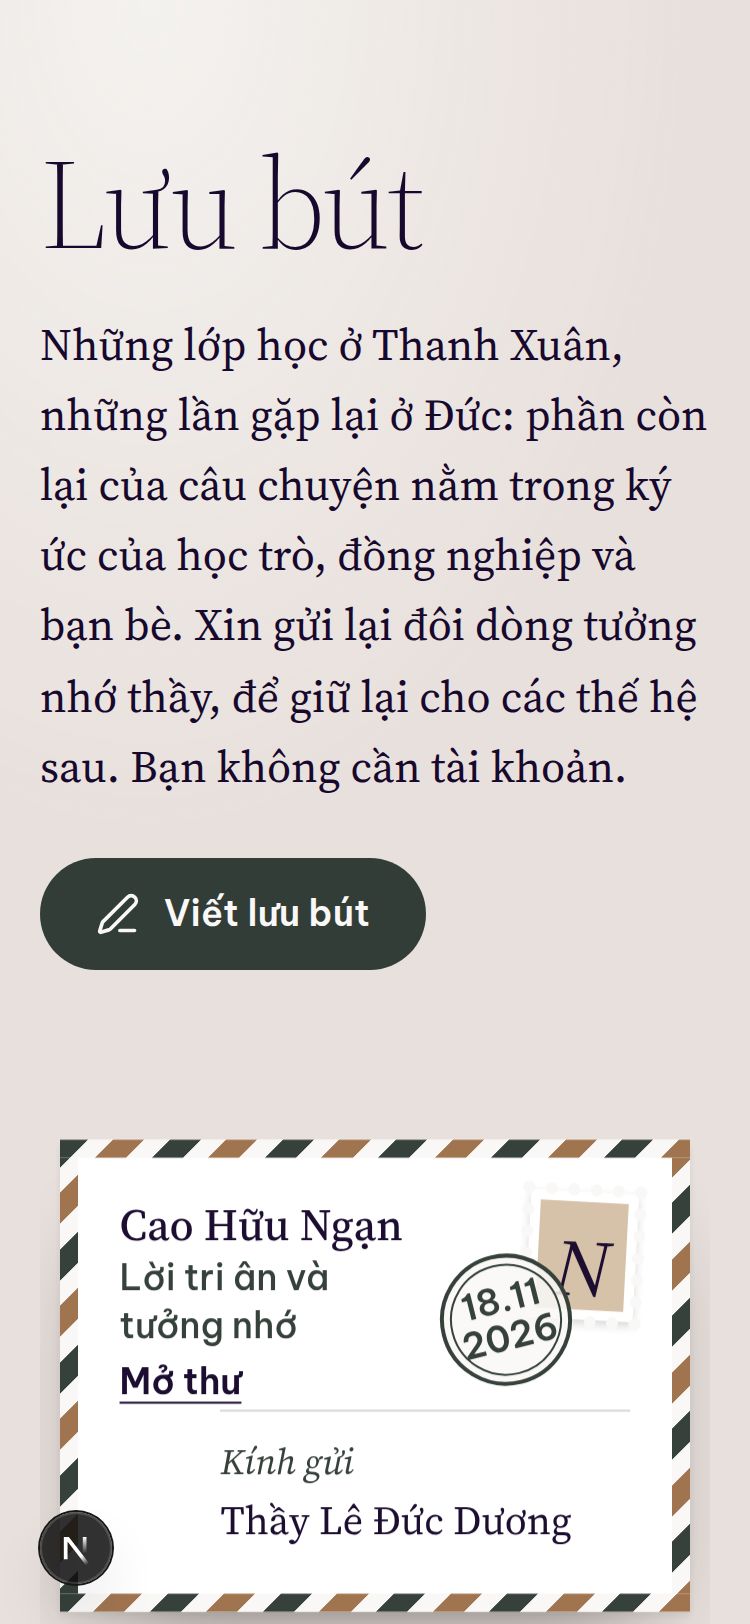 Lưu bút
Những lớp học ở Thanh Xuân,
những lần gặp lại ở Đức: phần còn
lại của câu chuyện nằm trong ký
ức của học trò, đồng nghiệp và
bạn bè. Xin gửi lại đôi dòng tưởng
nhớ thầy, để giữ lại cho các thế hệ
sau. Bạn không cần tài khoản.
Viết lưu bút
Cao Hữu Ngạn
Lời tri ân và
tưởng nhớ
Mở thư
N
18.11
2026
Kính gửi
Thầy Lê Đức Dương
N